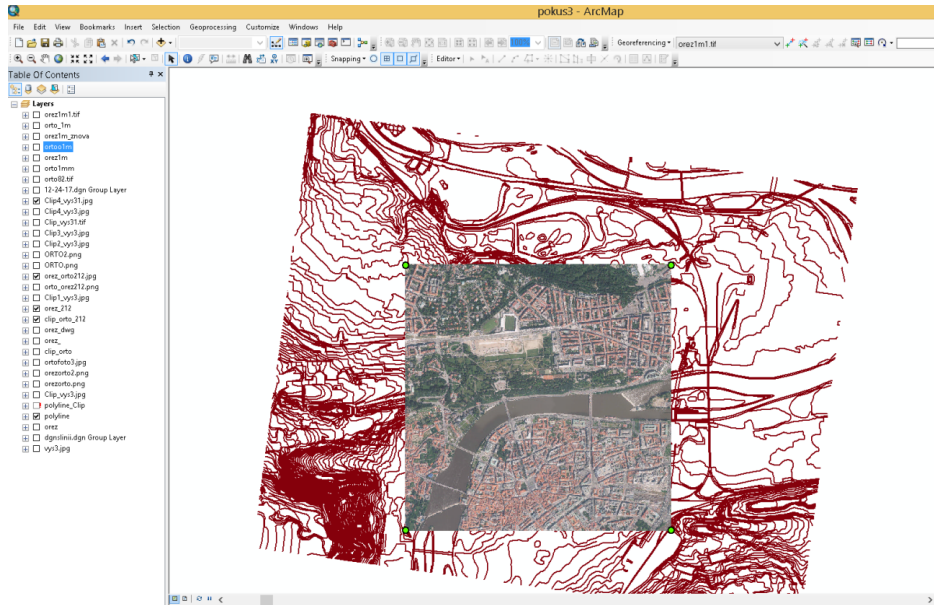 pokus3 - ArcMap
File Edit View Bookmarks Insert Selection Geoprocessing Customize Windows Help
Georeferencing orez1m1.tif
Snapping Editor
Table Of Contents
Layers
orez1m1.tif
orto_1m
orez1m_znova
ortoo1m
orez1m
orto1mm
orto82.tif
12-24-17.dgn Group Layer
Clip4_vys31.jpg
Clip4_vys3.jpg
Clip_vys31.tif
Clip3_vys3.jpg
Clip2_vys3.jpg
ORTO2.png
ORTO.png
orez_orto212.jpg
orto_orez212.png
Clip1_vys3.jpg
orez_212
clip_orto_212
orez_dwg
orez_
clip_orto
ortofoto3.jpg
orezorto2.png
orezorto.png
Clip_vys3.jpg
polyline_Clip
polyline
orez
dgnslinii.dgn Group Layer
vys3.jpg